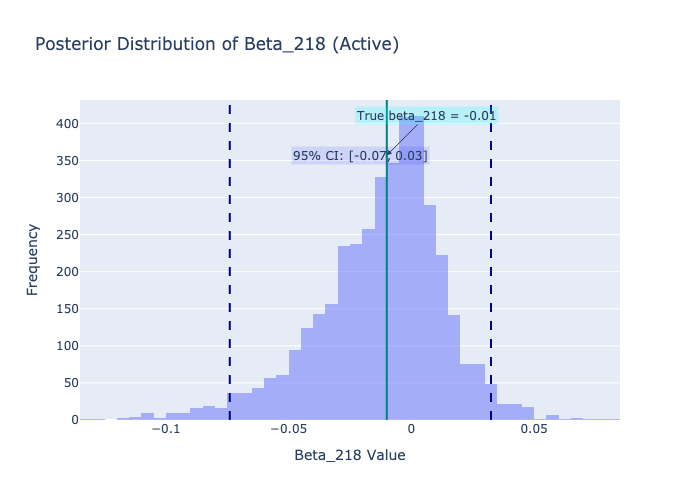 Posterior Distribution of Beta_218 (Active)
True beta_218 = -0.01
95% CI: [-0.07, 0.03]
400
350
300
250
200
150
100
50
0
Frequency
−0.1
−0.05
0
0.05
Beta_218 Value